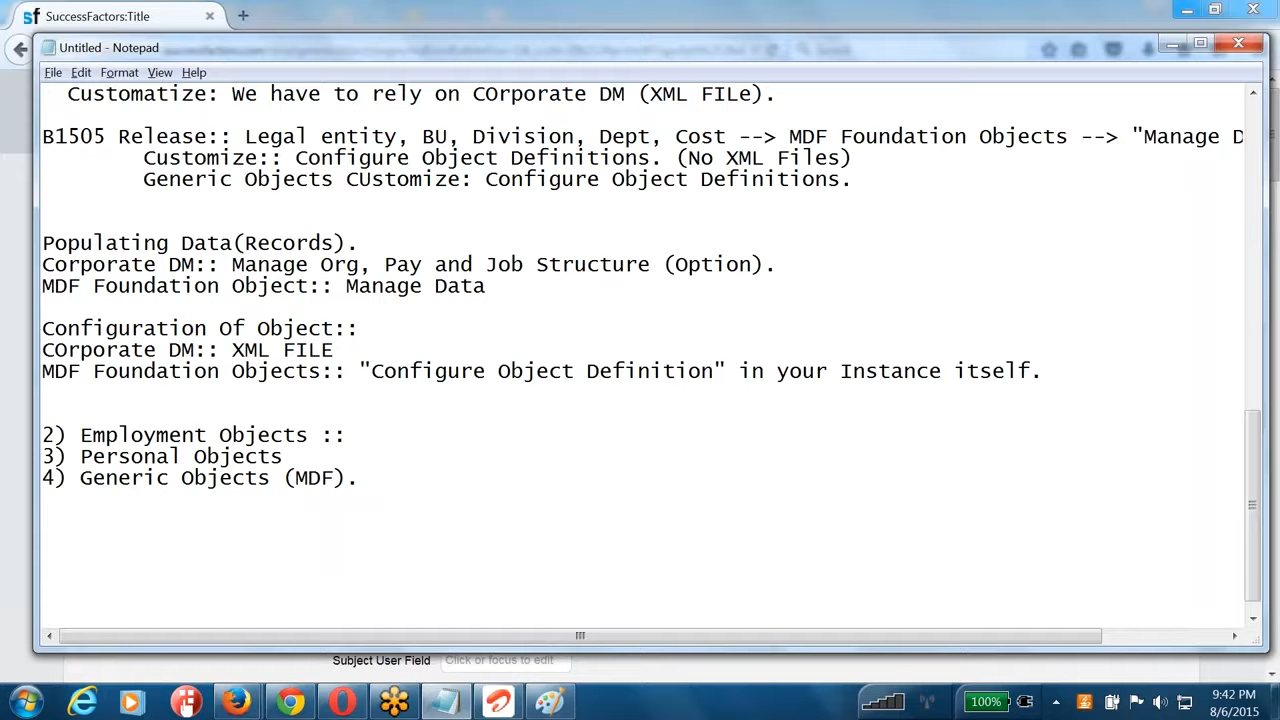 SuccessFactors:Title
Untitled - Notepad
File Edit Format View Help
Customatize: We have to rely on COrporate DM (XML FILe).
B1505 Release:: Legal entity, BU, Division, Dept, Cost --> MDF Foundation Objects --> "Manage D
Customize:: Configure Object Definitions. (No XML Files)
Generic Objects CUstomize: Configure Object Definitions.
Populating Data(Records).
Corporate DM:: Manage Org, Pay and Job Structure (Option).
MDF Foundation Object:: Manage Data
Configuration Of Object::
COrporate DM:: XML FILE
MDF Foundation Objects:: "Configure Object Definition" in your Instance itself.
2) Employment Objects ::
3) Personal Objects
4) Generic Objects (MDF).
Subject User Field Click or focus to edit
100%
9:42 PM
8/6/2015